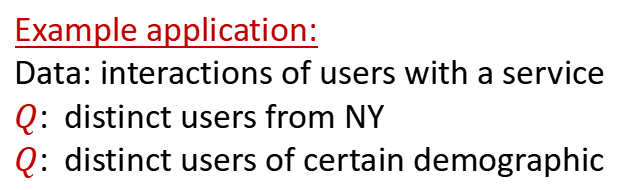 Example application:
Data: interactions of users with a service
Q: distinct users from NY
Q: distinct users of certain demographic